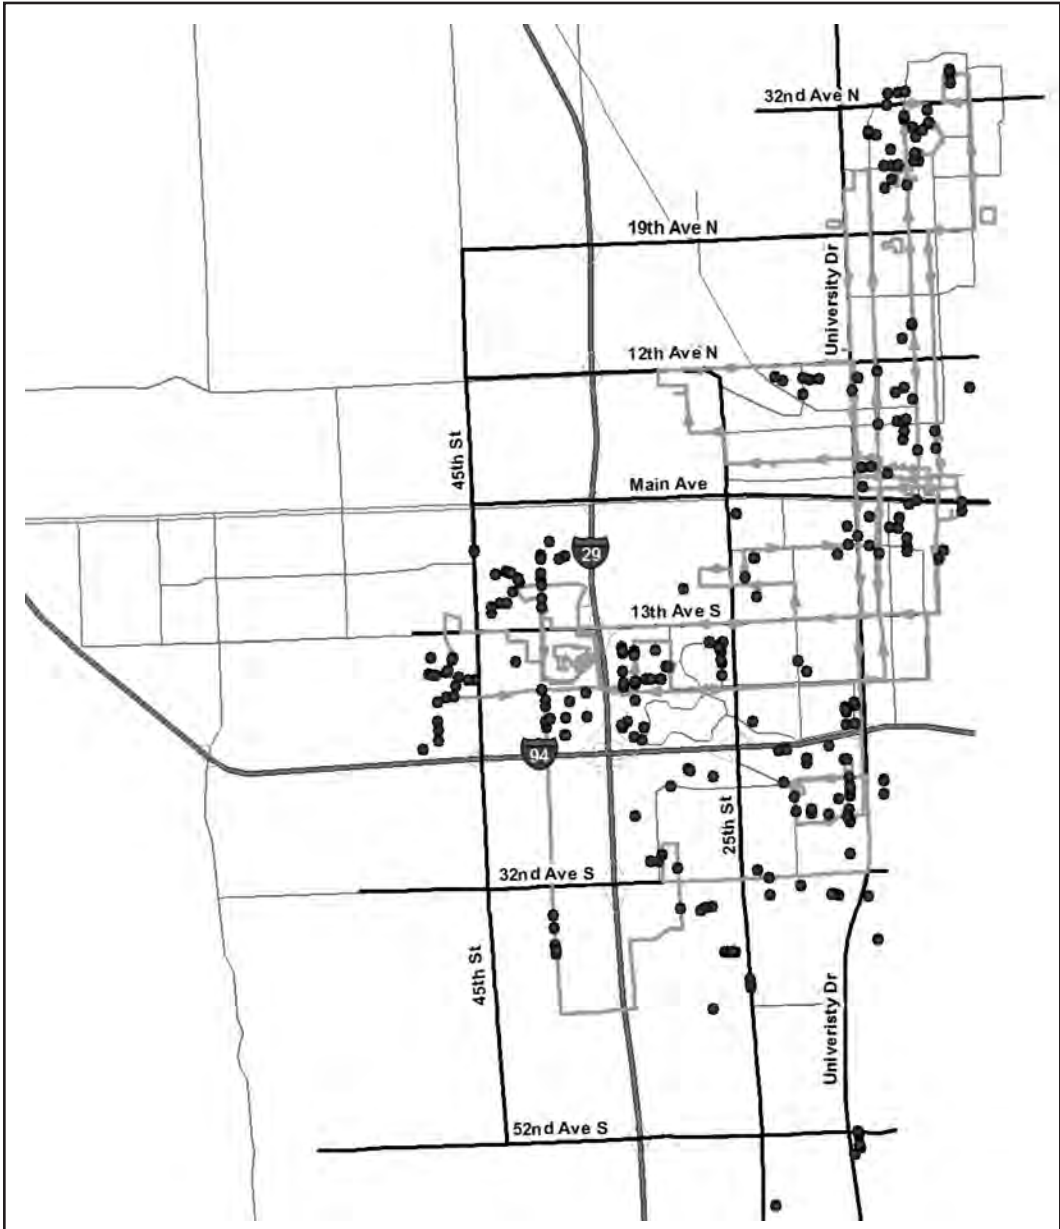 32nd Ave N
19th Ave N
University Dr
12th Ave N
45th St
Main Ave
29
13th Ave S
94
25th St
32nd Ave S
45th St
Univeristy Dr
52nd Ave S